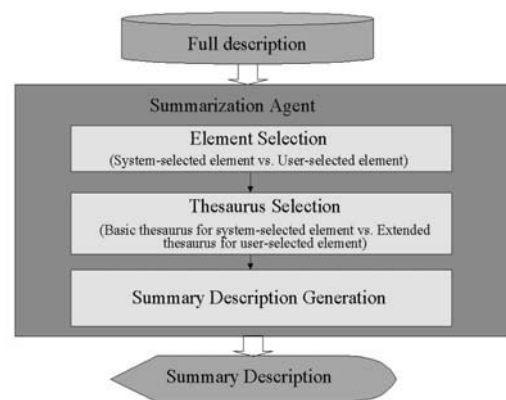 Full description
Summarization Agent
Element Selection
(System-selected element vs. User-selected element)
Thesaurus Selection
(Basic thesaurus for system-selected element vs. Extended
thesaurus for user-selected element)
Summary Description Generation
Summary Description